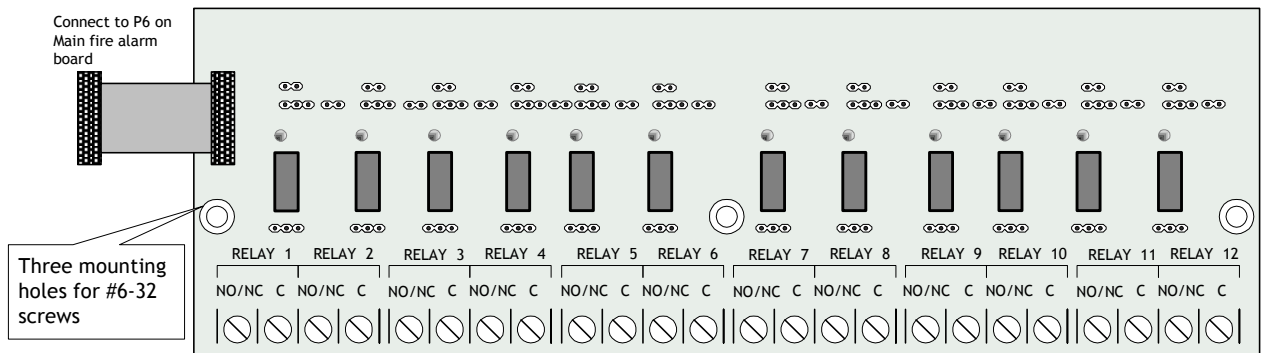 Connect to P6 on
Main fire alarm
board
Three mounting
holes for #6-32
screws
RELAY 1 RELAY 2 RELAY 3 RELAY 4 RELAY 5 RELAY 6 RELAY 7 RELAY 8 RELAY 9 RELAY 10 RELAY 11 RELAY 12
NO/NC C NO/NC C NO/NC C NO/NC C NO/NC C NO/NC C NO/NC C NO/NC C NO/NC C NO/NC C NO/NC C NO/NC C